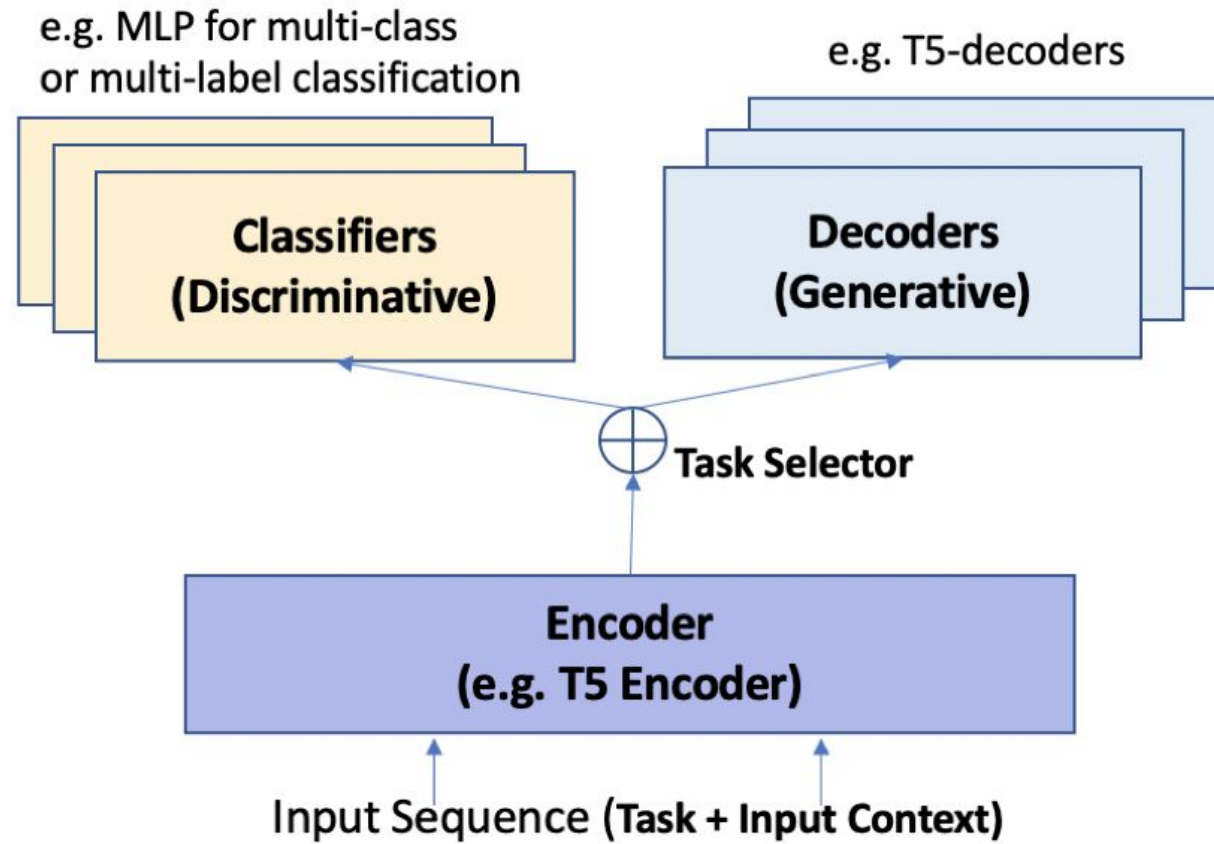 e.g. MLP for multi-class
or multi-label classification
e.g. T5-decoders
Classifiers
(Discriminative)
Decoders
(Generative)
Task Selector
Encoder
(e.g. T5 Encoder)
Input Sequence (Task + Input Context)